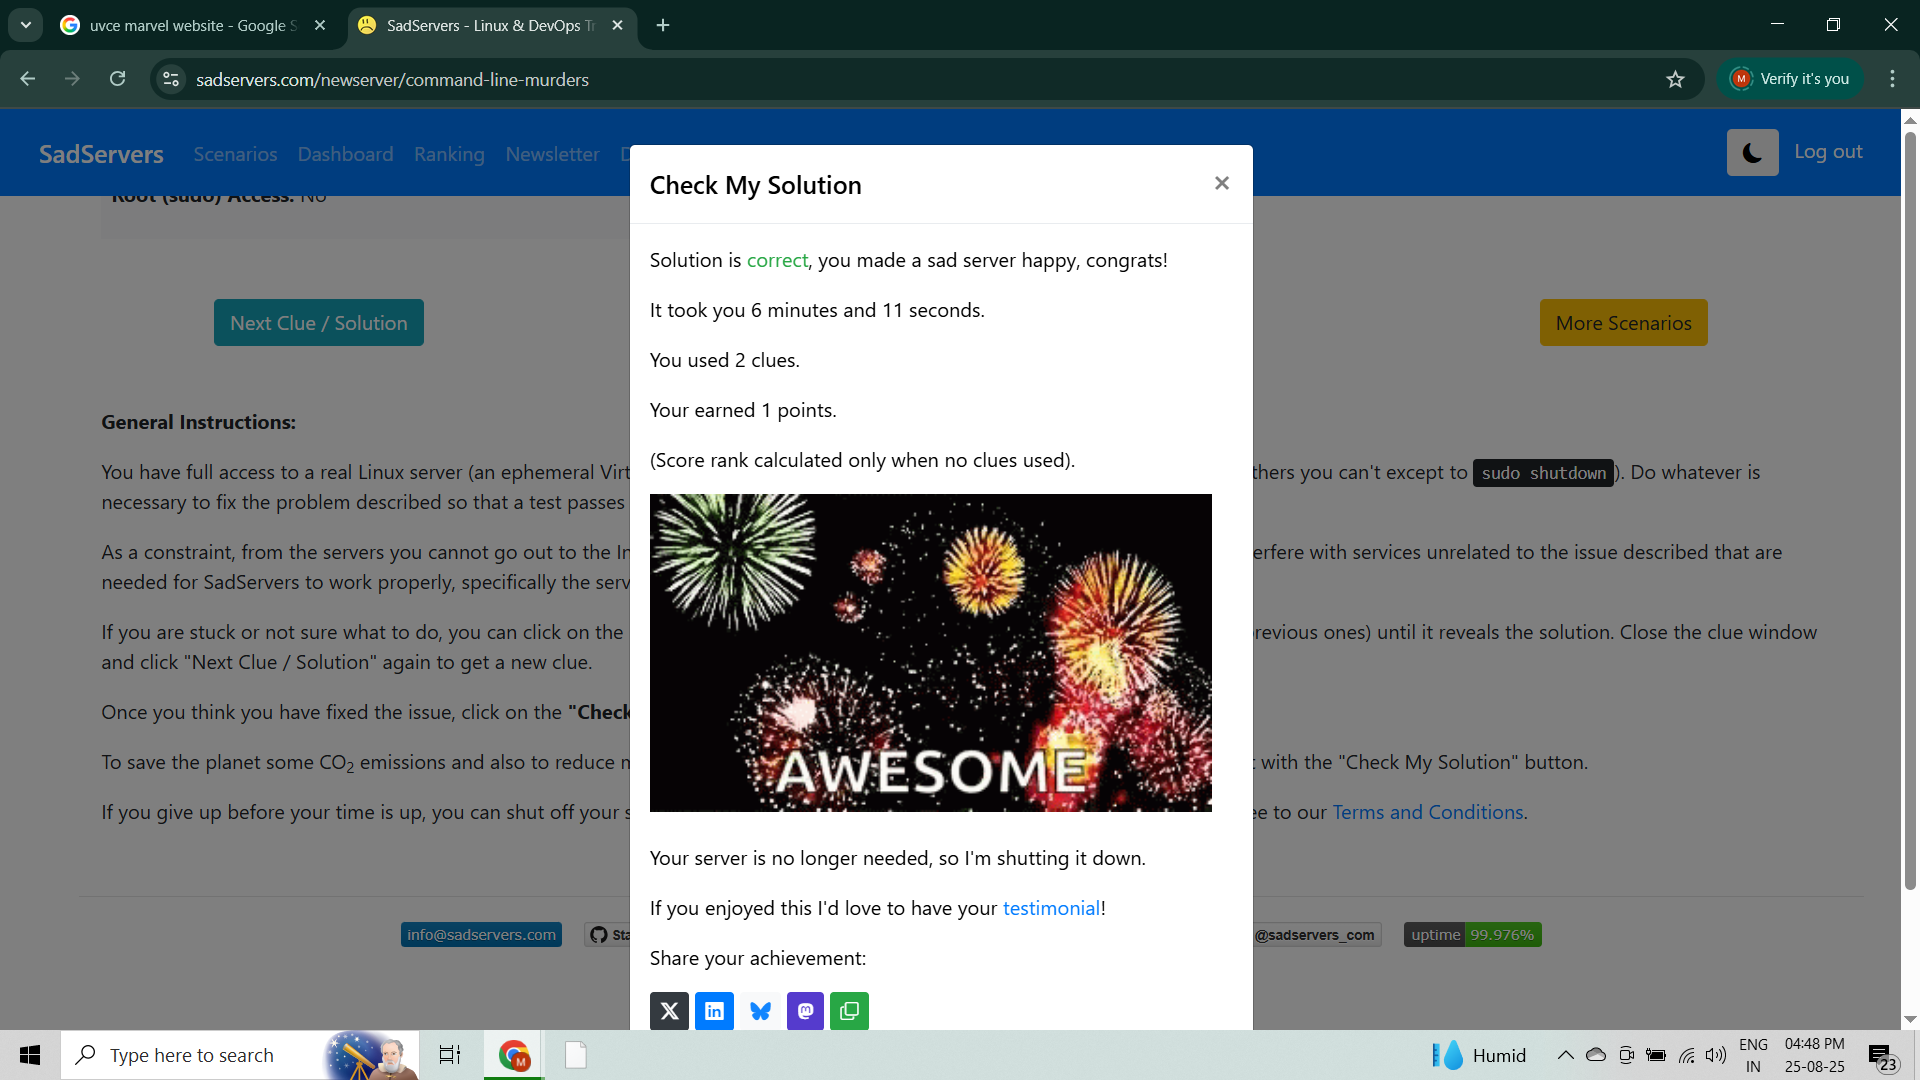 uvce marvel website - Google S
SadServers - Linux & DevOps Tr
sadservers.com/newserver/command-line-murders
M
Verify it's you
SadServers
Scenarios
Dashboard
Ranking
Newsletter
D
Log out
Root (sudo) Access: No
Check My Solution
Solution is correct, you made a sad server happy, congrats!
It took you 6 minutes and 11 seconds.
You used 2 clues.
Your earned 1 points.
(Score rank calculated only when no clues used).
AWESOME
Your server is no longer needed, so I'm shutting it down.
If you enjoyed this I'd love to have your testimonial!
Share your achievement:
Next Clue / Solution
More Scenarios
General Instructions:
You have full access to a real Linux server (an ephemeral Virt
thers you can't except to sudo shutdown). Do whatever is
necessary to fix the problem described so that a test passes
As a constraint, from the servers you cannot go out to the In
erfere with services unrelated to the issue described that are
needed for SadServers to work properly, specifically the serv
If you are stuck or not sure what to do, you can click on the
revious ones) until it reveals the solution. Close the clue window
and click "Next Clue / Solution" again to get a new clue.
Once you think you have fixed the issue, click on the "Check
To save the planet some CO2 emissions and also to reduce
with the "Check My Solution" button.
If you give up before your time is up, you can shut off your s
ee to our Terms and Conditions.
info@sadservers.com
Sta
@sadservers_com
uptime 99.976%
Type here to search
M
Humid
ENG
IN
04:48 PM
25-08-25
23